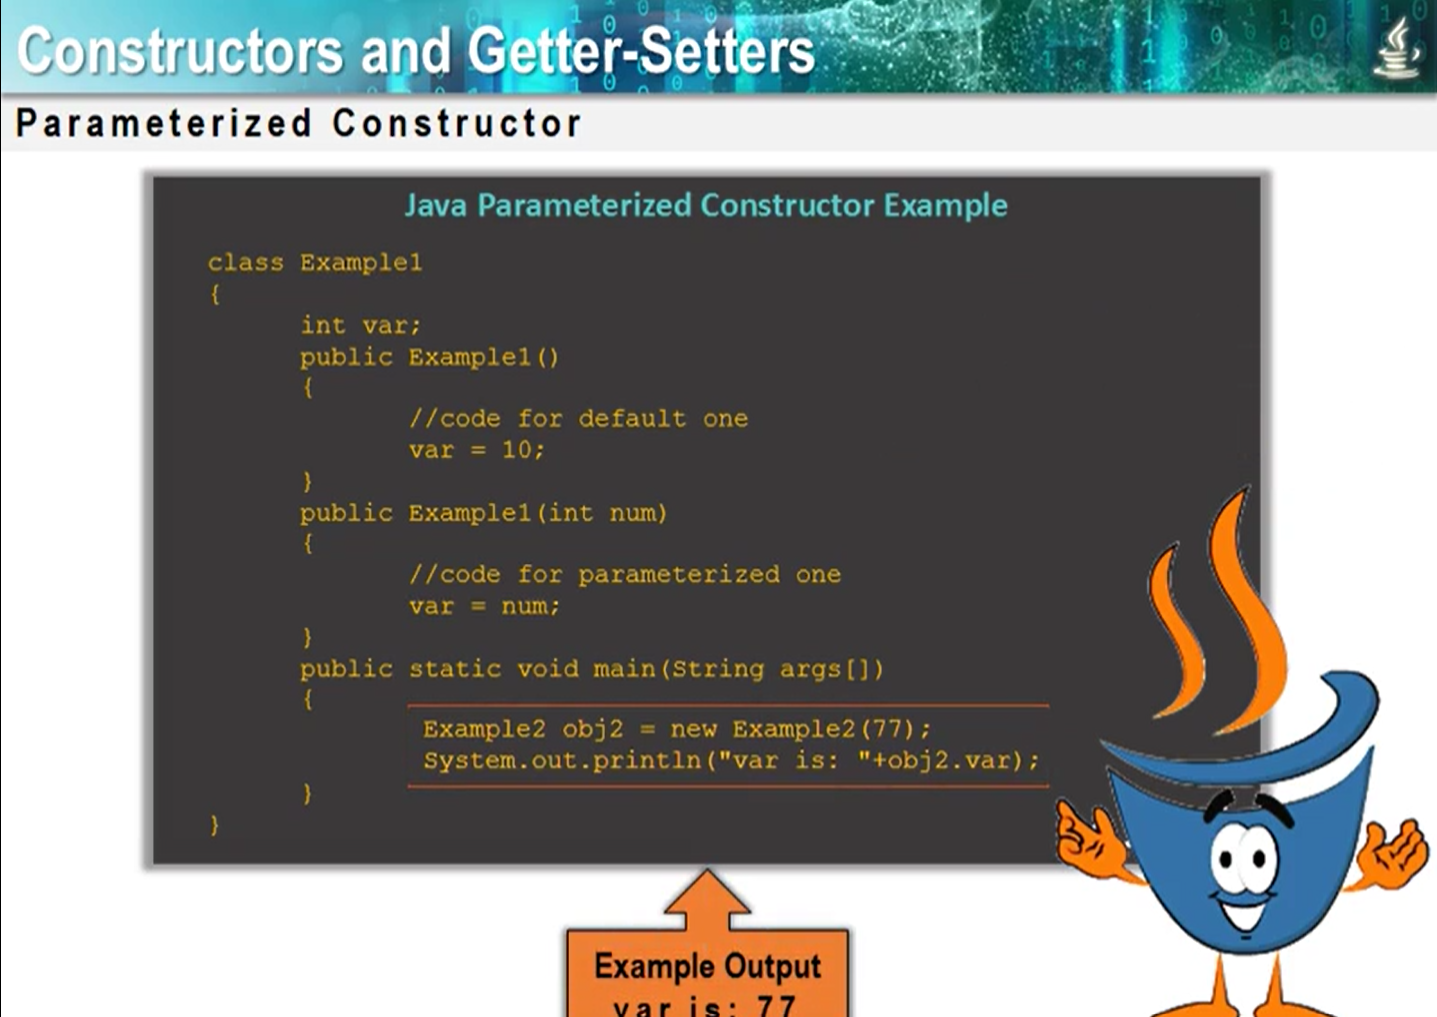 Constructors and Getter-Setters
Parameterized Constructor
Java Parameterized Constructor Example
class Example1
{
int var;
public Example1()
{
//code for default one
var = 10;
}
public Example1(int num)
{
//code for parameterized one
var = num;
}
public static void main(String args[])
{
Example2 obj2 = new Example2(77);
System.out.println("var is: "+obj2.var);
}
}
Example Output
var is: 77